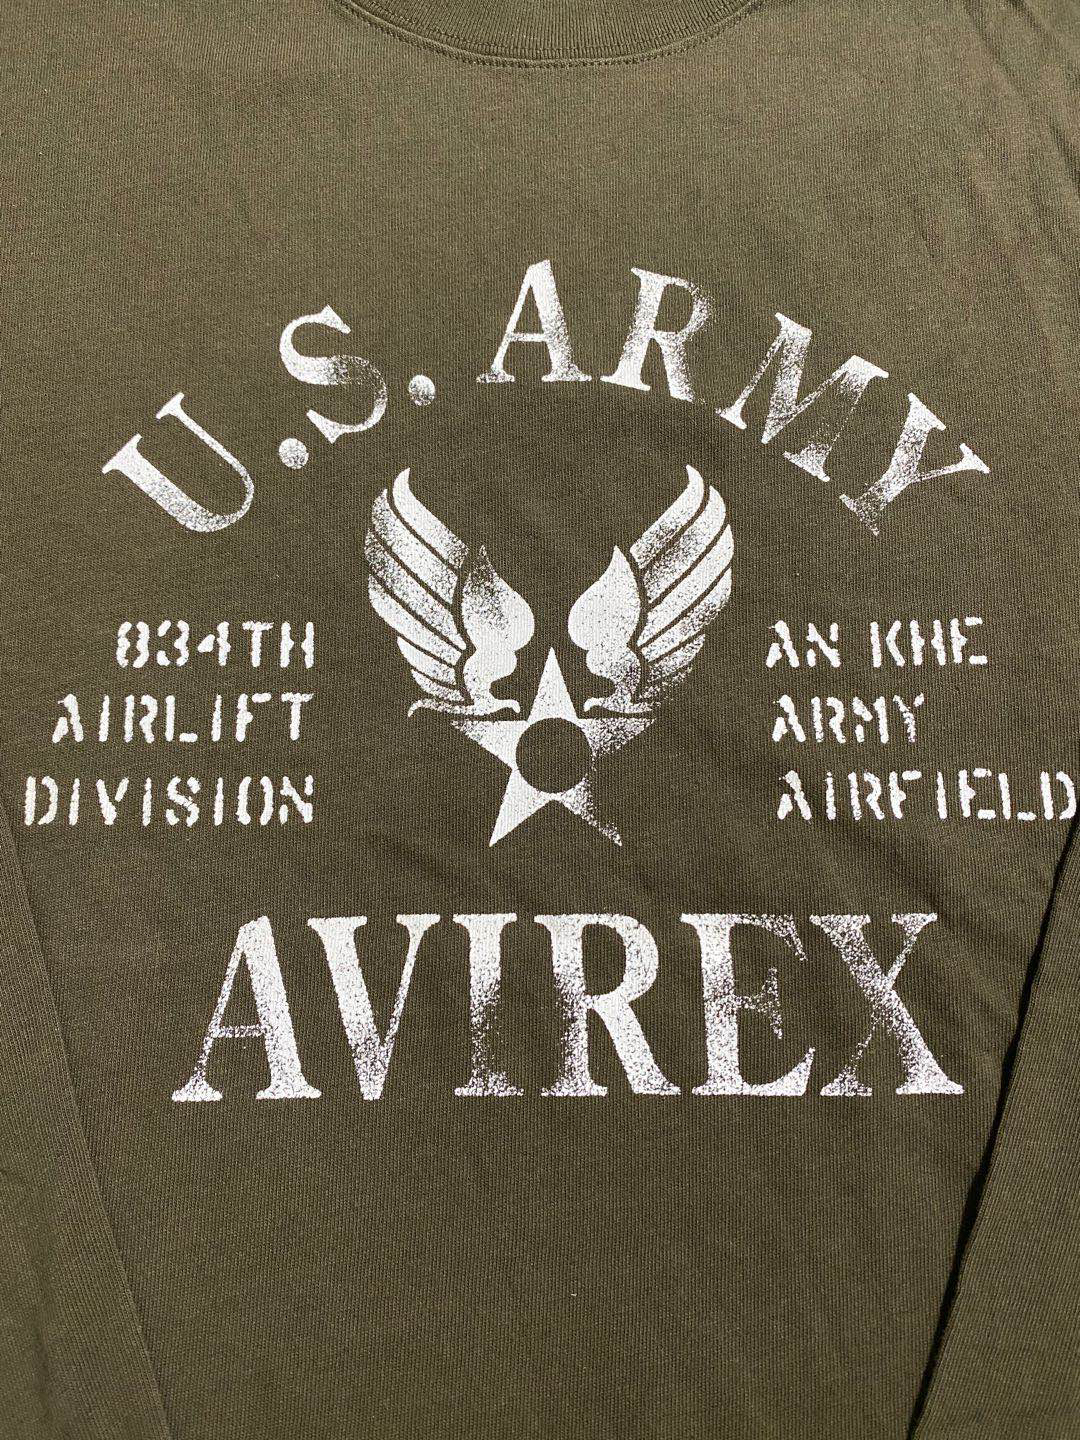 U.S. ARMY
834TH
AIRLIFT
DIVISION
AN KHE
ARMY
AIRFIELD
AVIREX